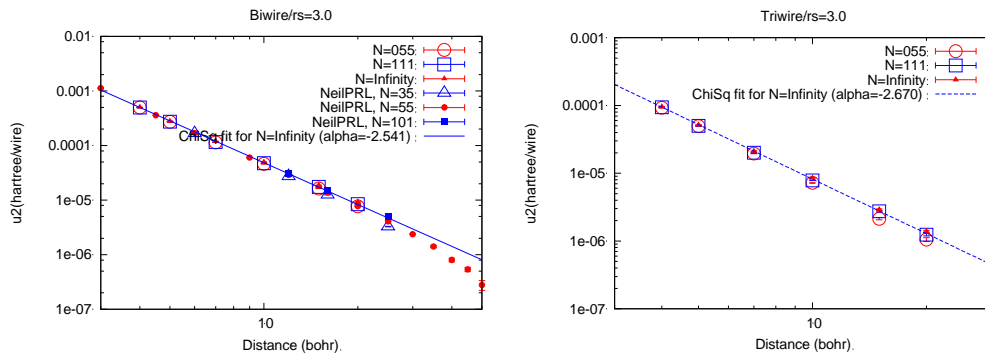 Biwire/rs=3.0
u2(hartree/wire)
0.01
0.001
0.0001
1e-05
1e-06
1e-07
10
Distance (bohr)
N=055
N=111
N=Infinity
NeilPRL, N=35
NeilPRL, N=55
NeilPRL, N=101
ChiSq fit for N=Infinity (alpha=-2.541)
Triwire/rs=3.0
u2(hartree/wire)
0.001
0.0001
1e-05
1e-06
1e-07
10
Distance (bohr)
N=055
N=111
N=Infinity
ChiSq fit for N=Infinity (alpha=-2.670)